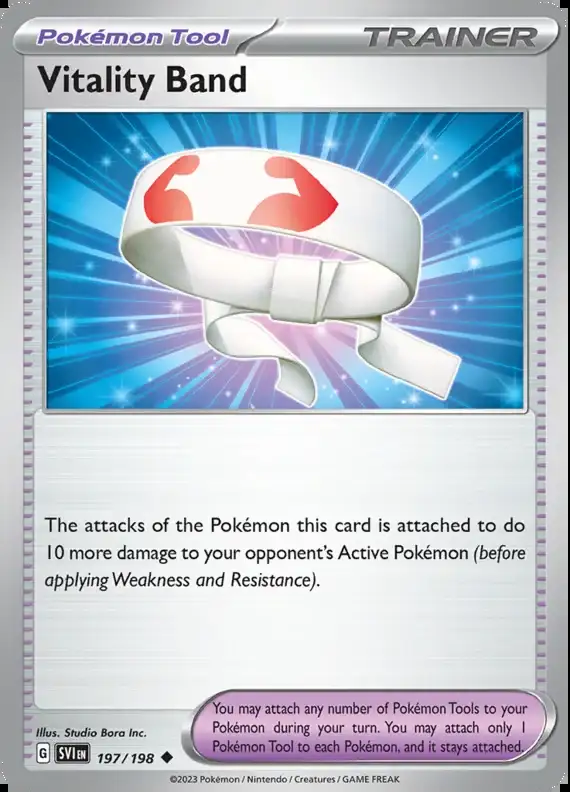 Pokémon Tool
TRAINER
Vitality Band
The attacks of the Pokémon this card is attached to do
10 more damage to your opponent's Active Pokémon (before
applying Weakness and Resistance).
You may attach any number of Pokémon Tools to your
Pokémon during your turn. You may attach only 1
Pokémon Tool to each Pokémon, and it stays attached.
Illus. Studio Bora Inc.
G SVI EN 197/198
©2023 Pokémon / Nintendo / Creatures / GAME FREAK